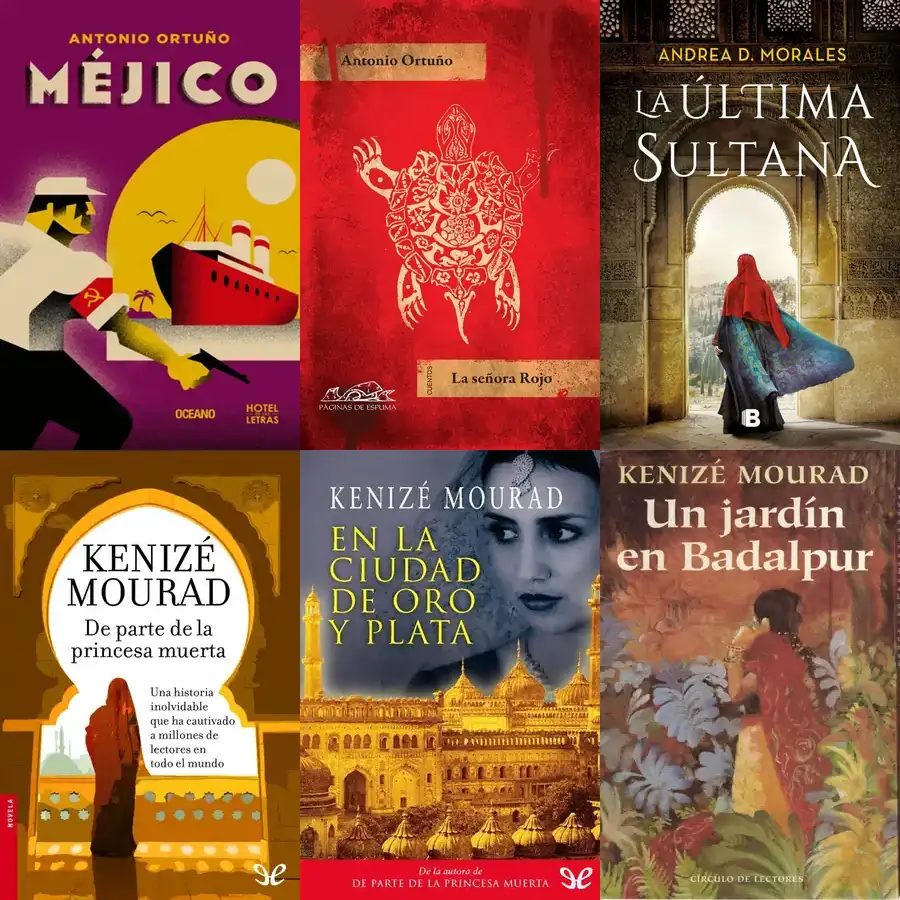 ANTONIO ORTUÑO
MÉJICO
OCEANO
HOTEL
DE LAS
LETRAS
Antonio Ortuño
CUENTOS
La señora Rojo
PÁGINAS DE ESPUMA
ANDREA D. MORALES
LA ÚLTIMA
SULTANA
B
KENIZÉ
MOURAD
De parte de la
princesa muerta
Una historia
inolvidable
que ha cautivado
a millones de
lectores en
todo el mundo
NOVELA
KENIZÉ MOURAD
EN LA
CIUDAD
DE ORO
Y PLATA
De la autora de
DE PARTE DE LA PRINCESA MUERTA
KENIZÉ MOURAD
Un jardín
en Badalpur
CÍRCULO DE LECTORES